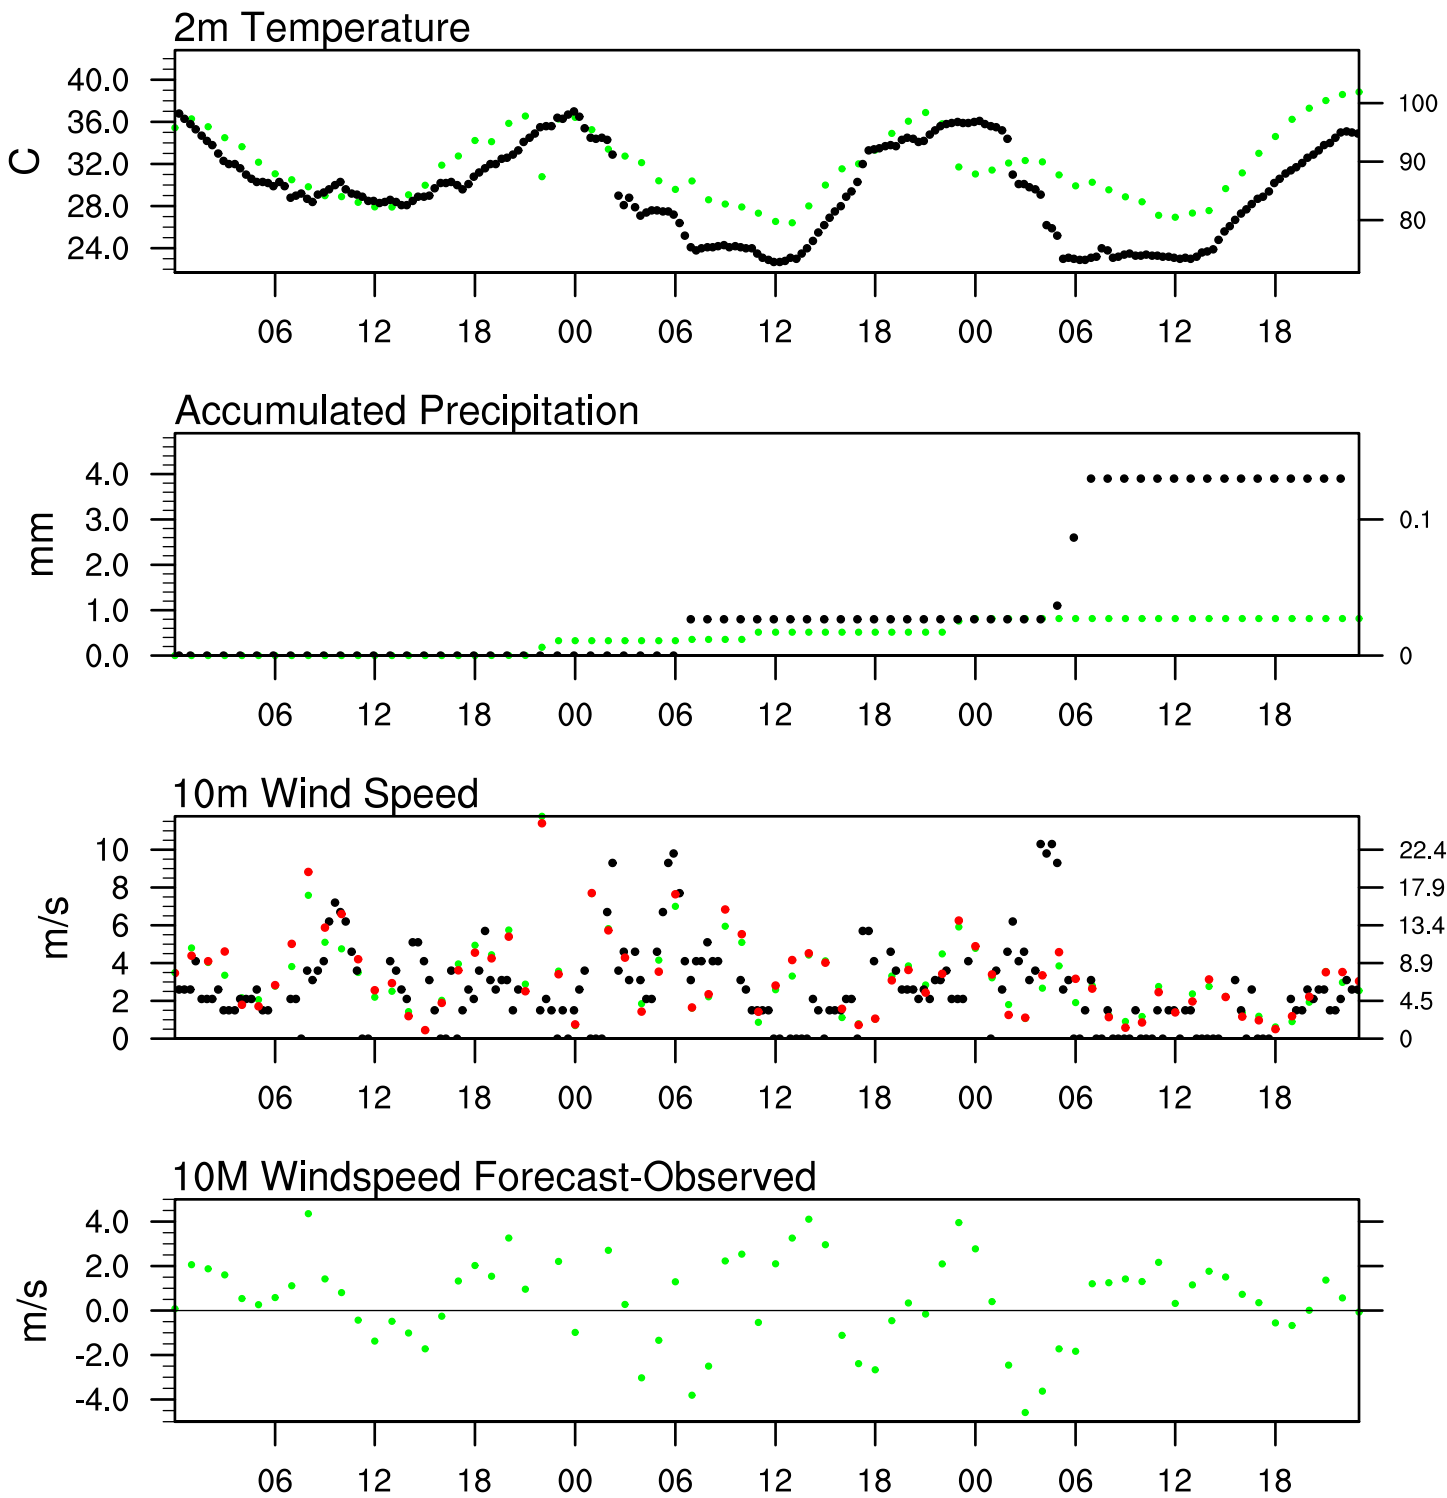 2m Temperature
40.0
36.0
32.0
28.0
24.0
C
100
90
80
06 12 18 00 06 12 18 00 06 12 18
Accumulated Precipitation
4.0
3.0
2.0
1.0
0.0
mm
0.1
0
06 12 18 00 06 12 18 00 06 12 18
10m Wind Speed
10
8
6
4
2
0
m/s
22.4
17.9
13.4
8.9
4.5
0
06 12 18 00 06 12 18 00 06 12 18
10M Windspeed Forecast-Observed
4.0
2.0
0.0
-2.0
-4.0
m/s
06 12 18 00 06 12 18 00 06 12 18